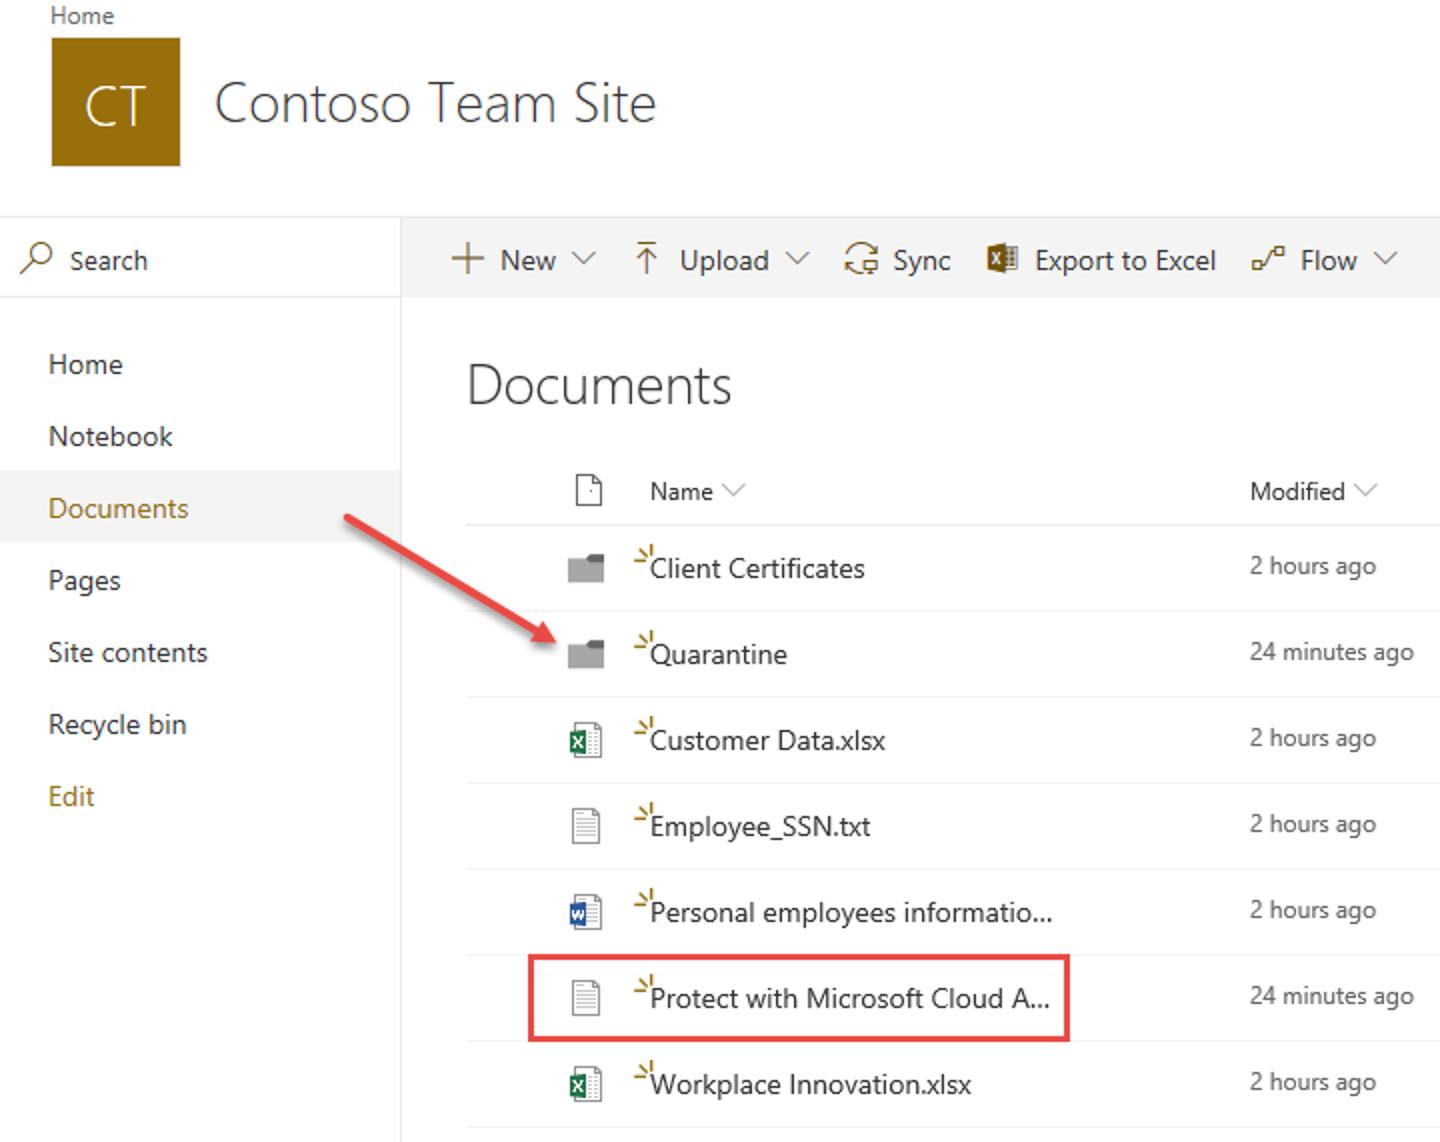 Home
CT
Contoso Team Site
Search
New
Upload
Sync
Export to Excel
Flow
Home
Notebook
Documents
Pages
Site contents
Recycle bin
Edit
Documents
Name Modified
Client Certificates 2 hours ago
Quarantine 24 minutes ago
Customer Data.xlsx 2 hours ago
Employee_SSN.txt 2 hours ago
Personal employees informatio... 2 hours ago
Protect with Microsoft Cloud A... 24 minutes ago
Workplace Innovation.xlsx 2 hours ago